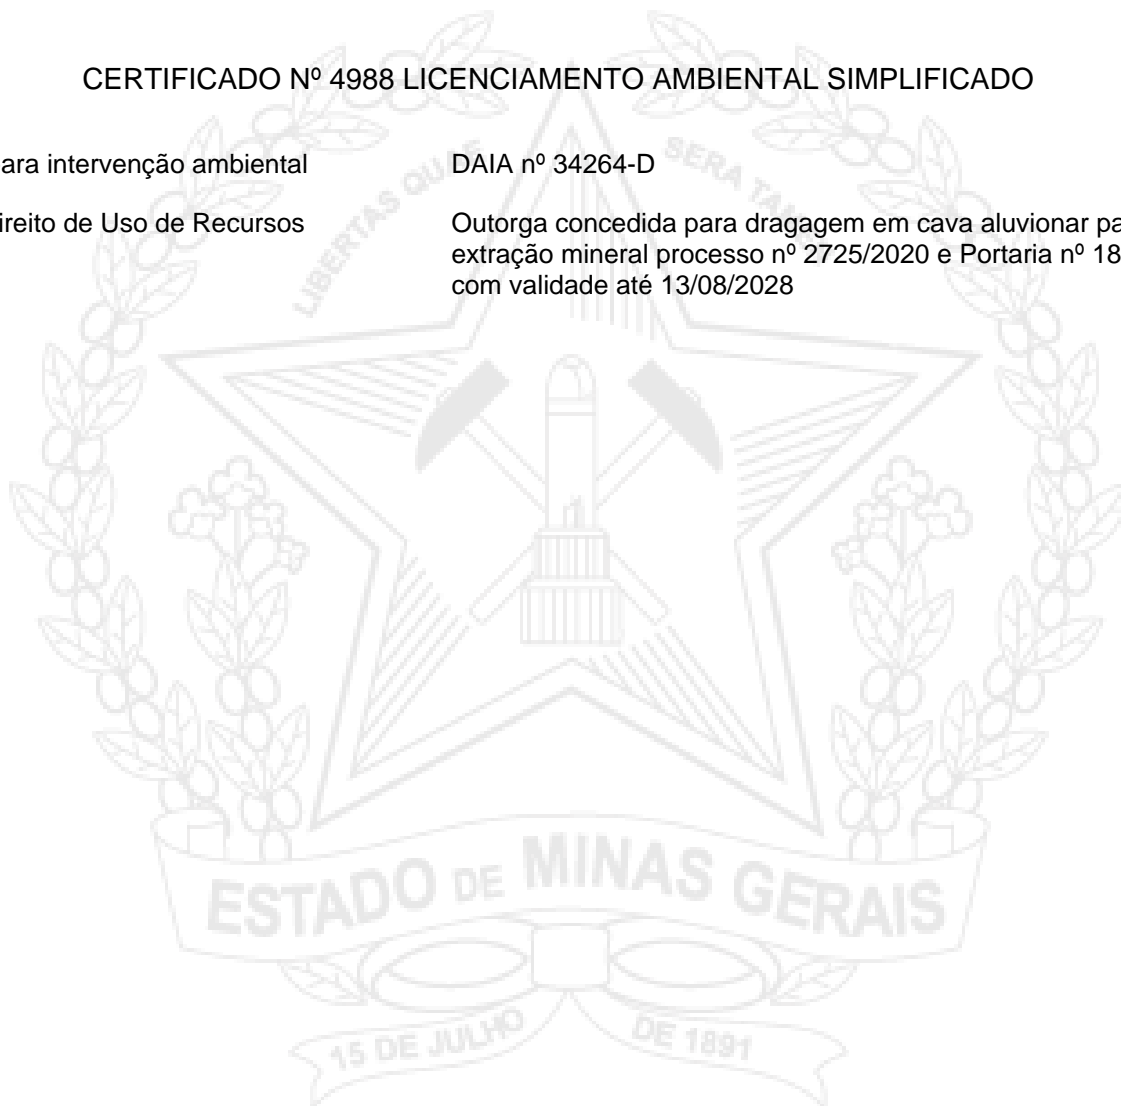 CERTIFICADO Nº 4988 LICENCIAMENTO AMBIENTAL SIMPLIFICADO
ara intervenção ambiental DAIA nº 34264-D
ireito de Uso de Recursos Outorga concedida para dragagem em cava aluvionar pa
extração mineral processo nº 2725/2020 e Portaria nº 18
com validade até 13/08/2028
LIBERTAS QUÆ SERA TAMEN
ESTADO DE MINAS GERAIS
15 DE JULHO DE 1891